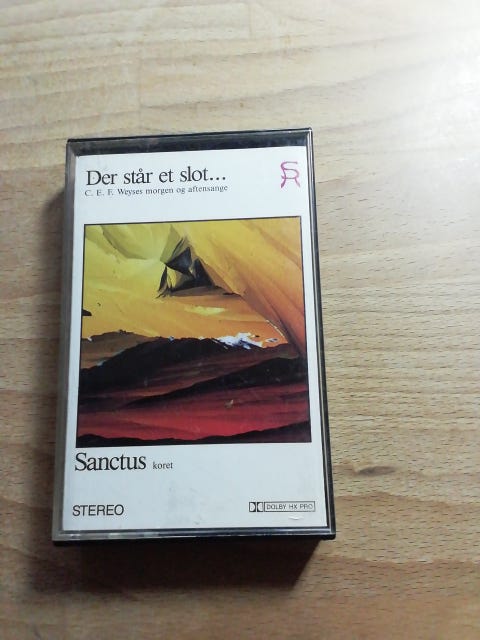 Der står et slot...
C. E. F. Weyses morgen og aftensange
SR
Sanctus koret
STEREO
DOLBY HX PRO